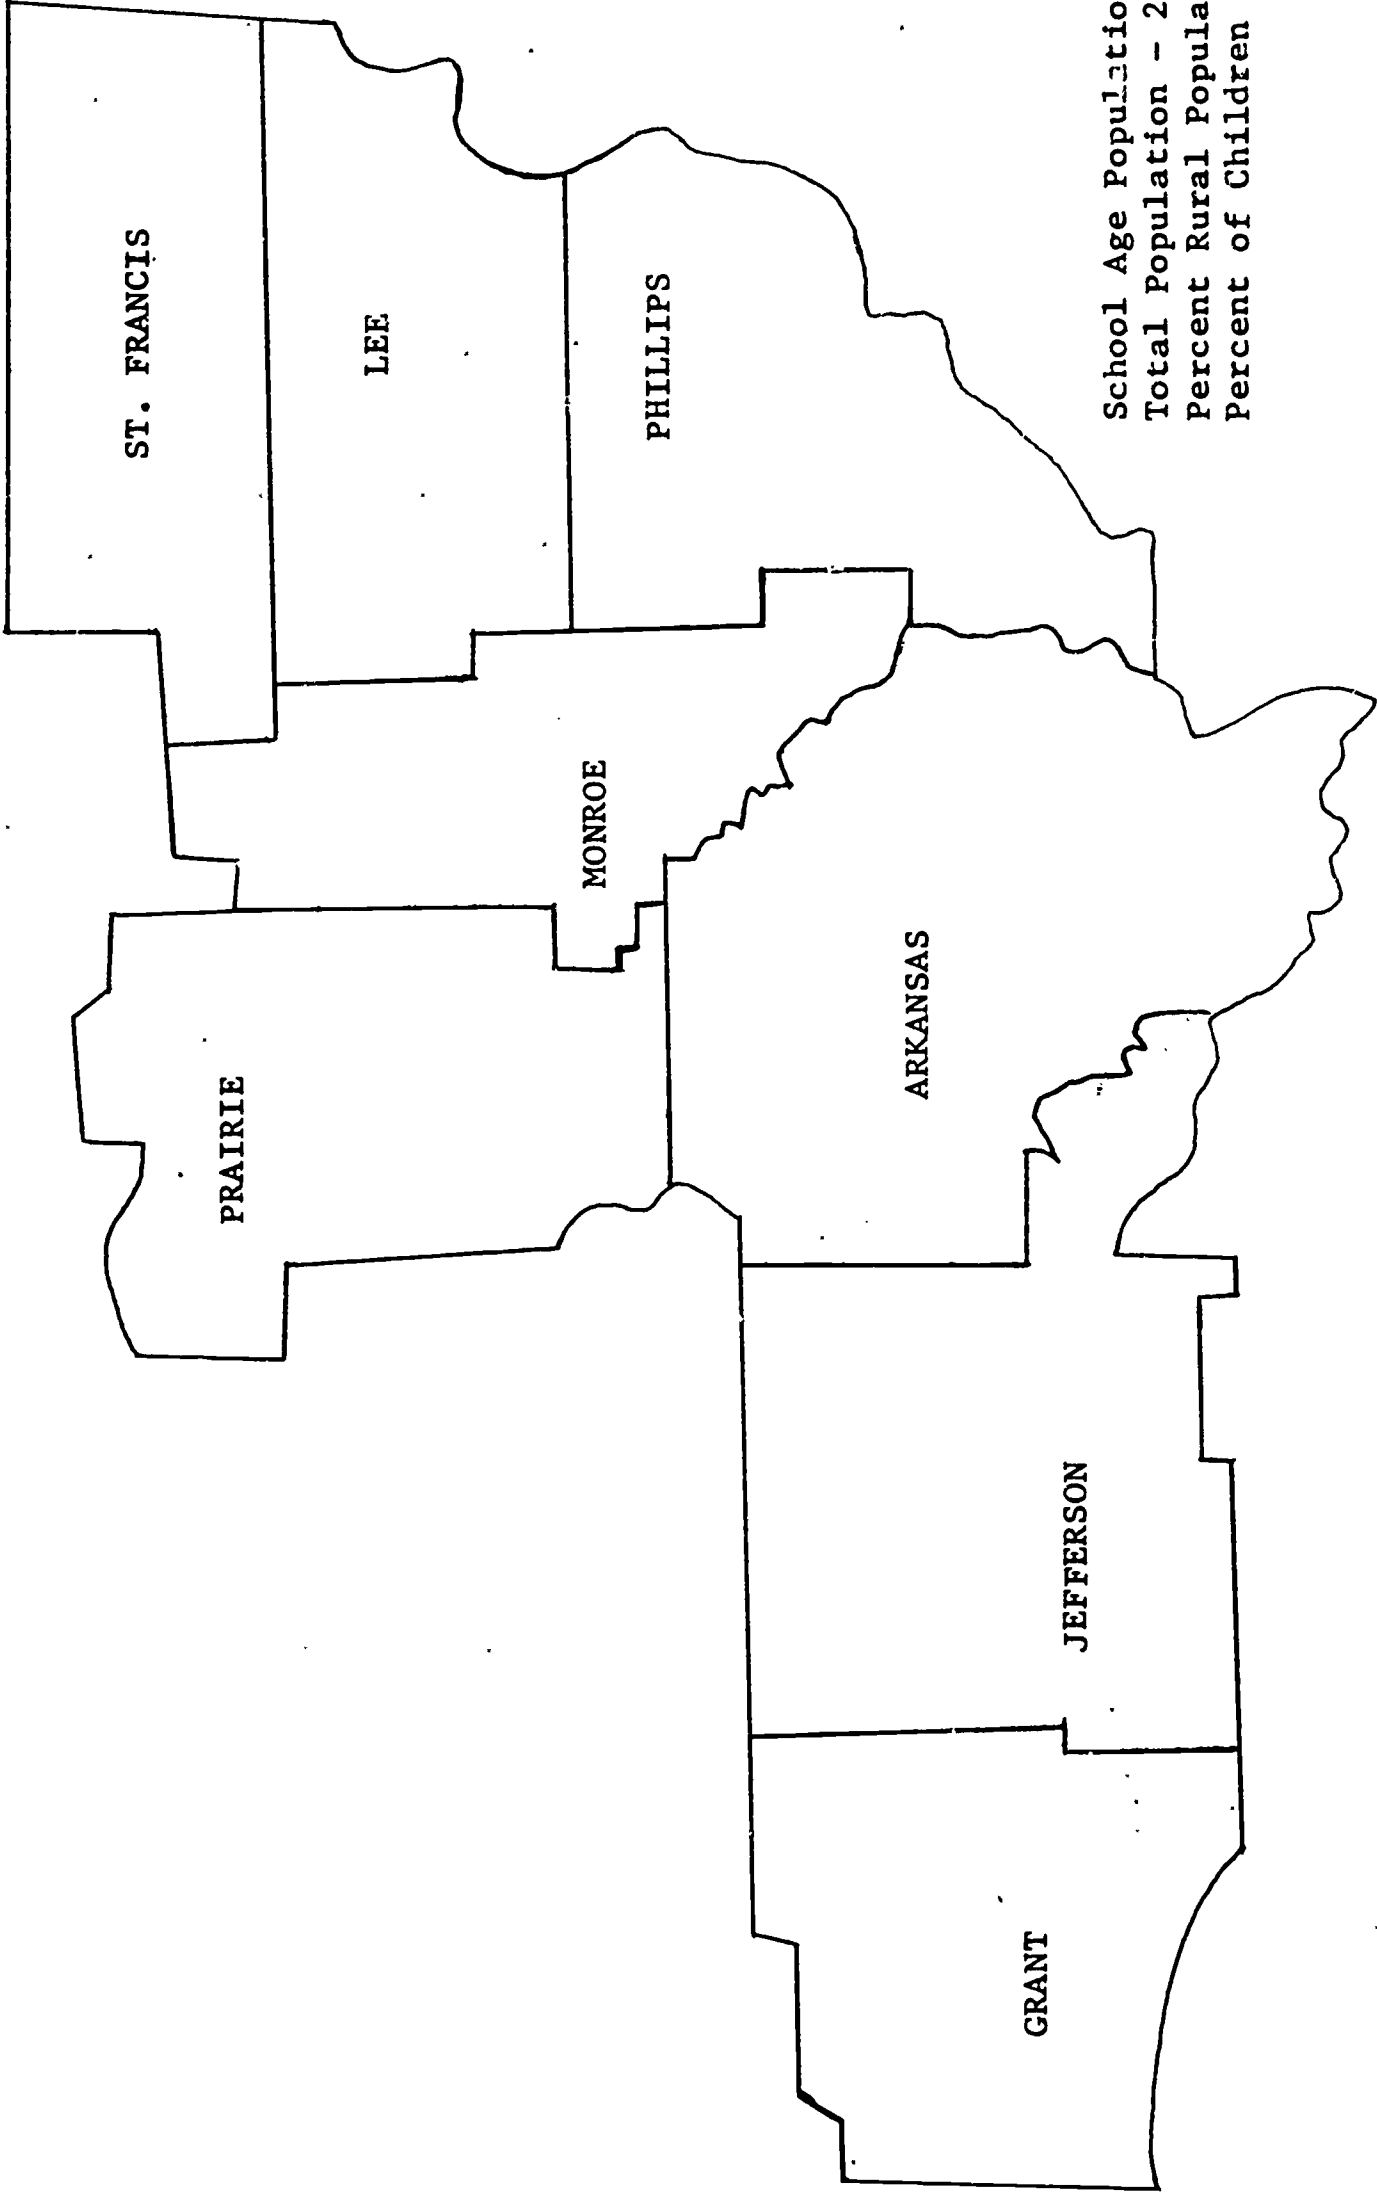 ST. FRANCIS
LEE
PHILLIPS
MONROE
PRAIRIE
ARKANSAS
JEFFERSON
GRANT
School Age Populatio
Total Population - 2
Percent Rural Popula
Percent of Children